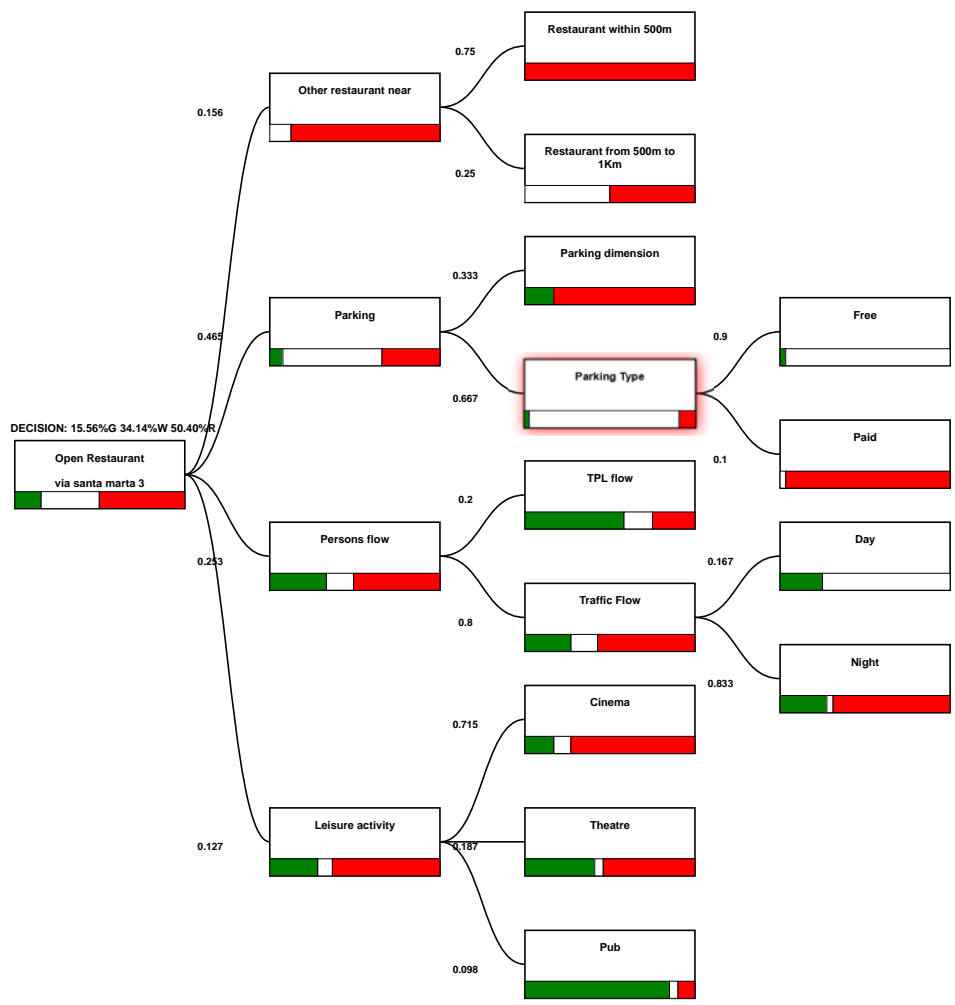 Restaurant within 500m
0.75
Other restaurant near
0.156
Restaurant from 500m to
1Km
0.25
Parking dimension
0.333
Parking
0.465
Free
0.9
Parking Type
0.667
DECISION: 15.56%G 34.14%W 50.40%R
Open Restaurant
via santa marta 3
Paid
0.1
TPL flow
0.2
Persons flow
0.253
Day
0.167
Traffic Flow
0.8
Night
0.833
Cinema
0.715
Leisure activity
0.127
Theatre
0.187
Pub
0.098